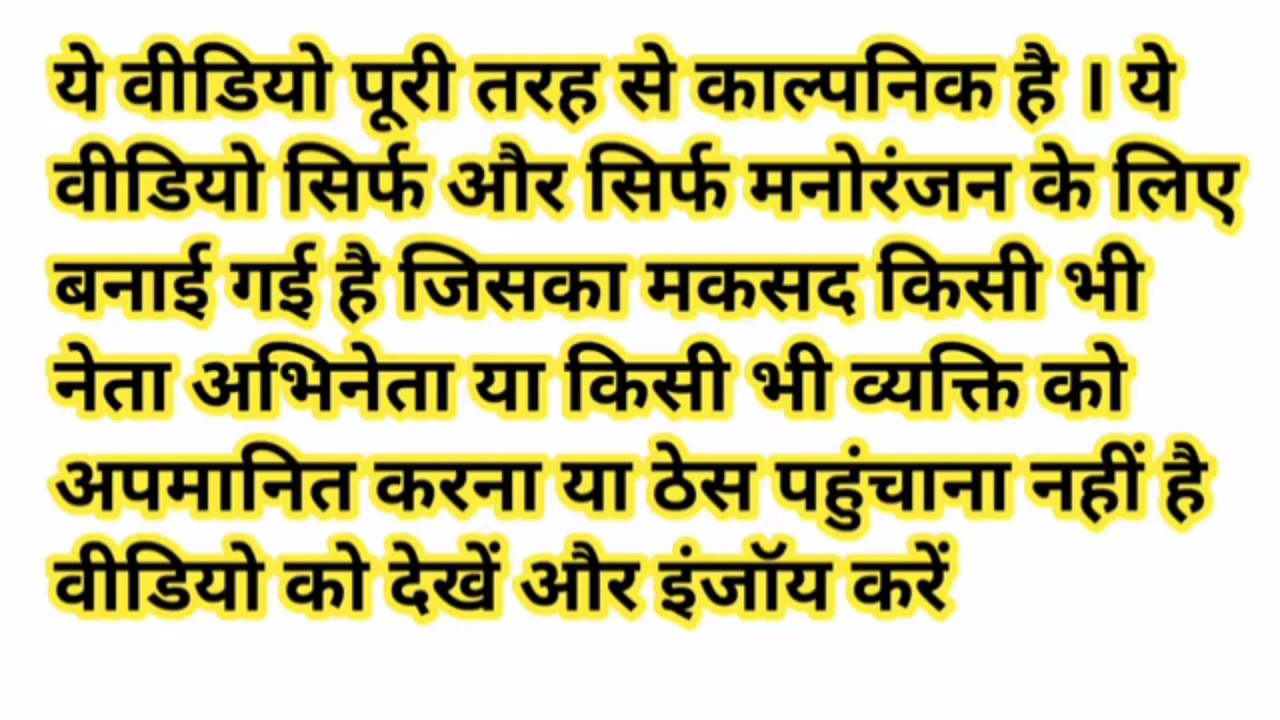 ये वीडियो पूरी तरह से काल्पनिक है । ये
वीडियो सिर्फ और सिर्फ मनोरंजन के लिए
बनाई गई है जिसका मकसद किसी भी
नेता अभिनेता या किसी भी व्यक्ति को
अपमानित करना या ठेस पहुंचाना नहीं है
वीडियो को देखें और इंजॉय करें